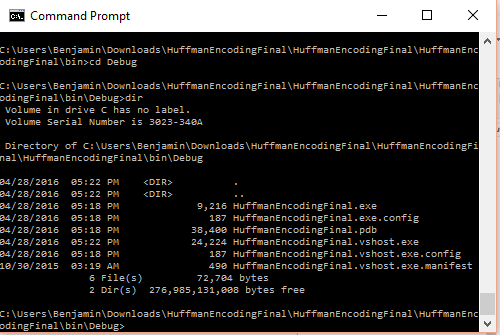 Command Prompt
C:\Users\Benjamin\Downloads\HuffmanEncodingFinal\HuffmanEncodingFinal\HuffmanEnc
odingFinal\bin>cd Debug
C:\Users\Benjamin\Downloads\HuffmanEncodingFinal\HuffmanEncodingFinal\HuffmanEnc
odingFinal\bin\Debug>dir
Volume in drive C has no label.
Volume Serial Number is 3023-340A
Directory of C:\Users\Benjamin\Downloads\HuffmanEncodingFinal\HuffmanEncodingFi
nal\HuffmanEncodingFinal\bin\Debug
04/28/2016  05:22 PM    <DIR>          .
04/28/2016  05:22 PM    <DIR>          ..
04/28/2016  05:18 PM             9,216 HuffmanEncodingFinal.exe
04/28/2016  05:18 PM               187 HuffmanEncodingFinal.exe.config
04/28/2016  05:18 PM            38,400 HuffmanEncodingFinal.pdb
04/28/2016  05:22 PM            24,224 HuffmanEncodingFinal.vshost.exe
04/28/2016  05:18 PM               187 HuffmanEncodingFinal.vshost.exe.config
10/30/2015  03:19 AM               490 HuffmanEncodingFinal.vshost.exe.manifest
6 File(s)         72,704 bytes
2 Dir(s)  276,985,131,008 bytes free
C:\Users\Benjamin\Downloads\HuffmanEncodingFinal\HuffmanEncodingFinal\HuffmanEnc
odingFinal\bin\Debug>